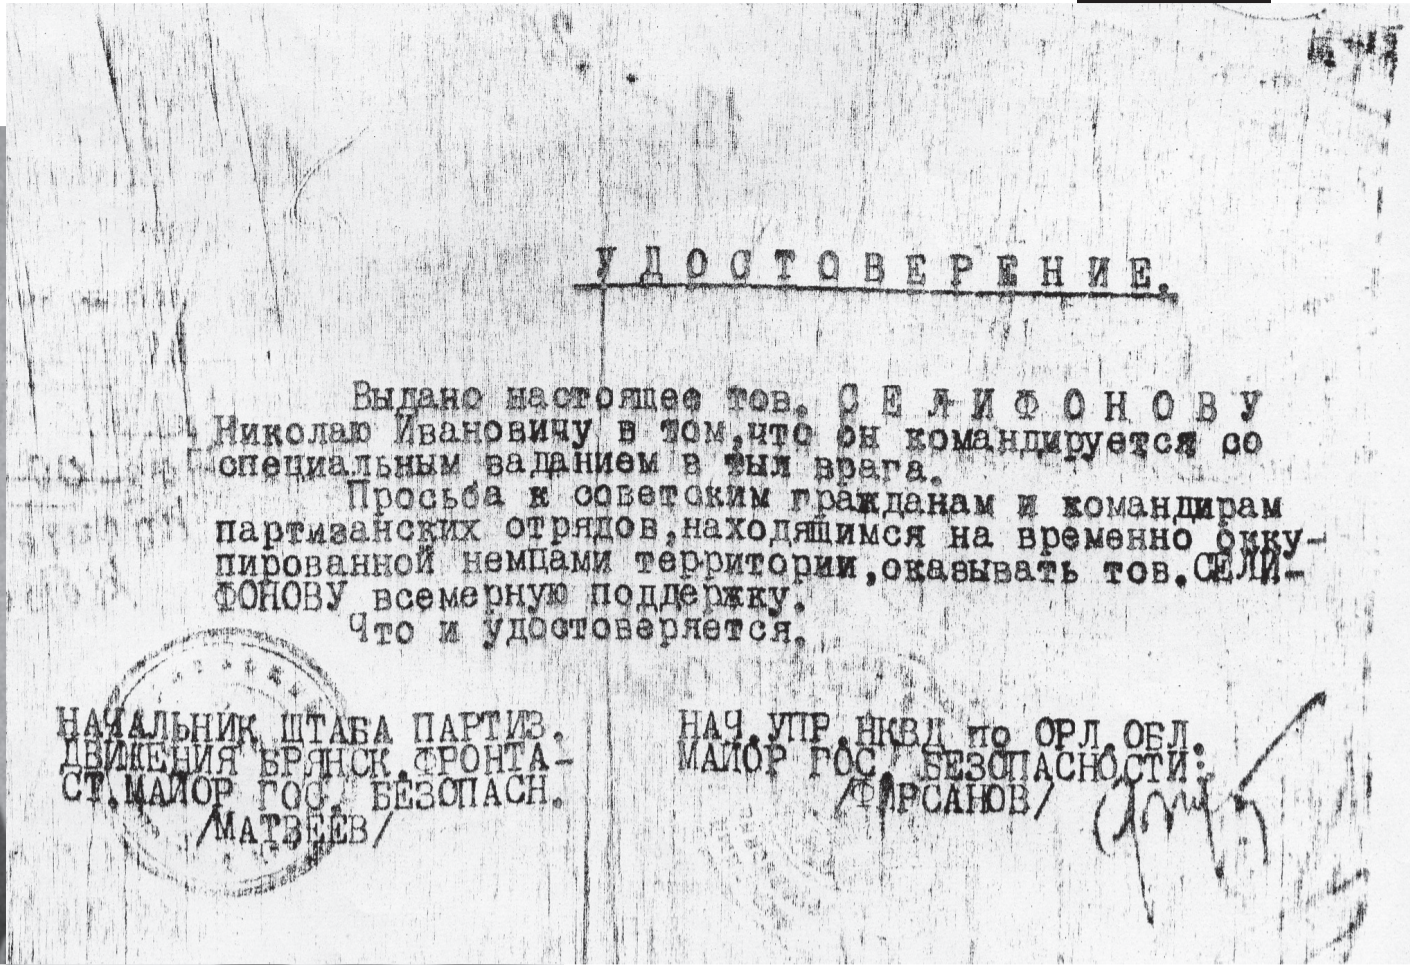 УДОСТОВЕРЕНИЕ.
Выдано настоящее тов. СЕЛИФОНОВУ
Николаю Ивановичу в том,что он командируется со
специальным заданием в тыл врага.
Просьба к советским гражданам и командирам
партизанских отрядов,находящимся на временно окку-
пированной немцами территории,оказывать тов.СЕЛИ-
ФОНОВУ всемерную поддержку.
Что и удостоверяется.
НАЧАЛЬНИК ШТАБА ПАРТИЗ.
ДВИЖЕНИЯ БРЯНСК.ФРОНТА-
СТ.МАЙОР ГОС. БЕЗОПАСН.
/МАТВЕЕВ/
НАЧ.УПР.НКВД по ОРЛ.ОБЛ.
МАЙОР ГОС. БЕЗОПАСНОСТИ:
/ФИРСАНОВ/